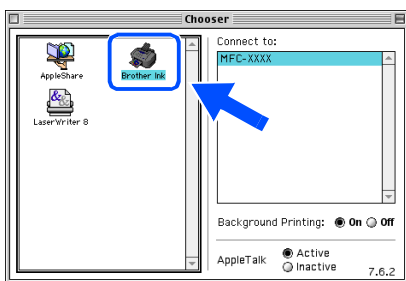 Chooser
AppleShare
Brother Ink
LaserWriter 8
Connect to:
MFC-XXXX
Background Printing: On Off
AppleTalk Active
Inactive
7.6.2